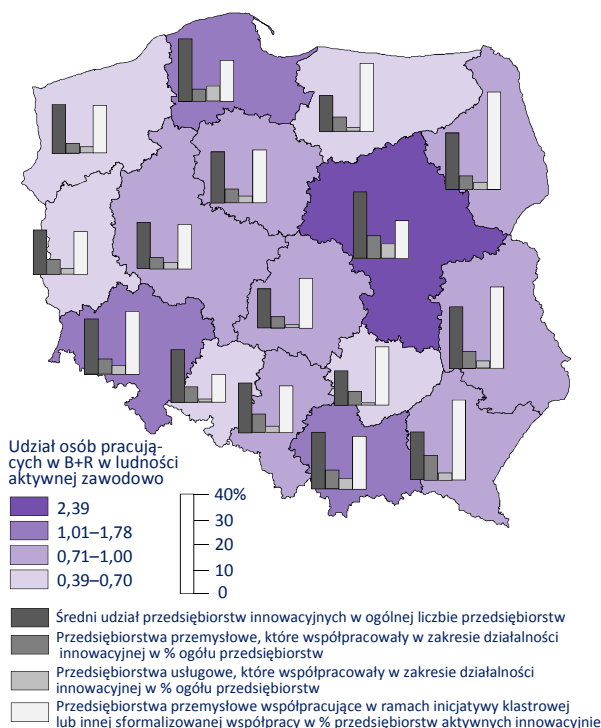 Udział osób pracują-
cych w B+R w ludności
aktywnej zawodowo
2,39
1,01–1,78
0,71–1,00
0,39–0,70
40%
30
20
10
0
Średni udział przedsiębiorstw innowacyjnych w ogólnej liczbie przedsiębiorstw
Przedsiębiorstwa przemysłowe, które współpracowały w zakresie działalności
innowacyjnej w % ogółu przedsiębiorstw
Przedsiębiorstwa usługowe, które współpracowały w zakresie działalności
innowacyjnej w % ogółu przedsiębiorstw
Przedsiębiorstwa przemysłowe współpracujące w ramach inicjatywy klastrowej
lub innej sformalizowanej współpracy w % przedsiębiorstw aktywnych innowacyjnie